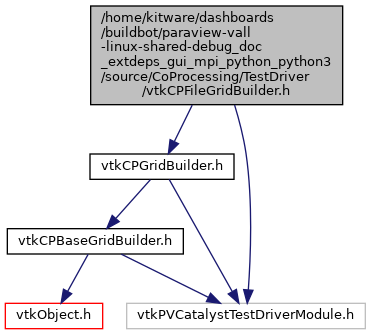 /home/kitware/dashboards
/buildbot/paraview-vall
-linux-shared-debug_doc
_extdeps_gui_mpi_python_python3
/source/CoProcessing/TestDriver
/vtkCPFileGridBuilder.h
vtkCPGridBuilder.h
vtkCPBaseGridBuilder.h
vtkObject.h
vtkPVCatalystTestDriverModule.h